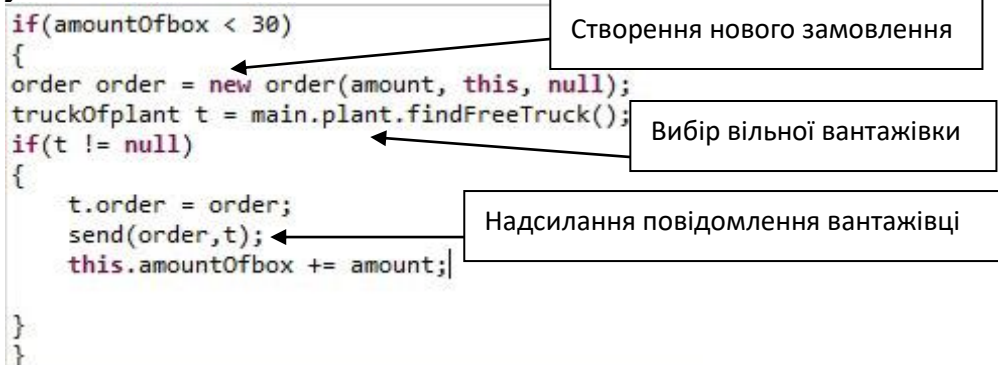 if(amountOfbox < 30)
Створення нового замовлення
{
order order = new order(amount, this, null);
truckOfplant t = main.plant.findFreeTruck();
Вибір вільної вантажівки
if(t != null)
{
t.order = order;
Надсилання повідомлення вантажівці
send(order,t);
this.amountOfbox += amount;
}
}